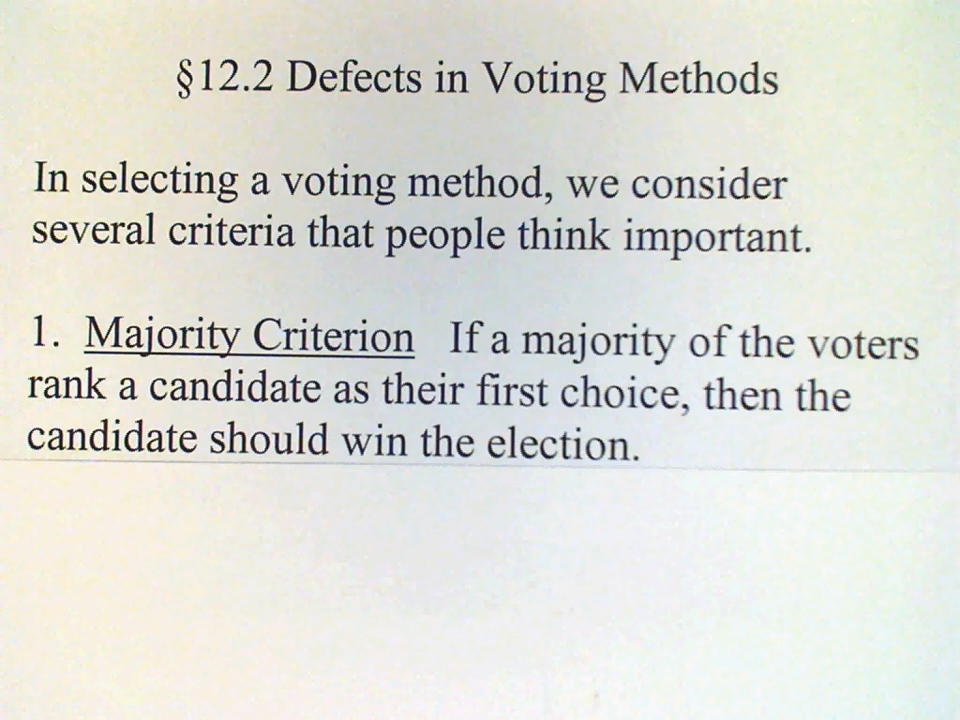 §12.2 Defects in Voting Methods
In selecting a voting method, we consider
several criteria that people think important.
1. Majority Criterion If a majority of the voters
rank a candidate as their first choice, then the
candidate should win the election.